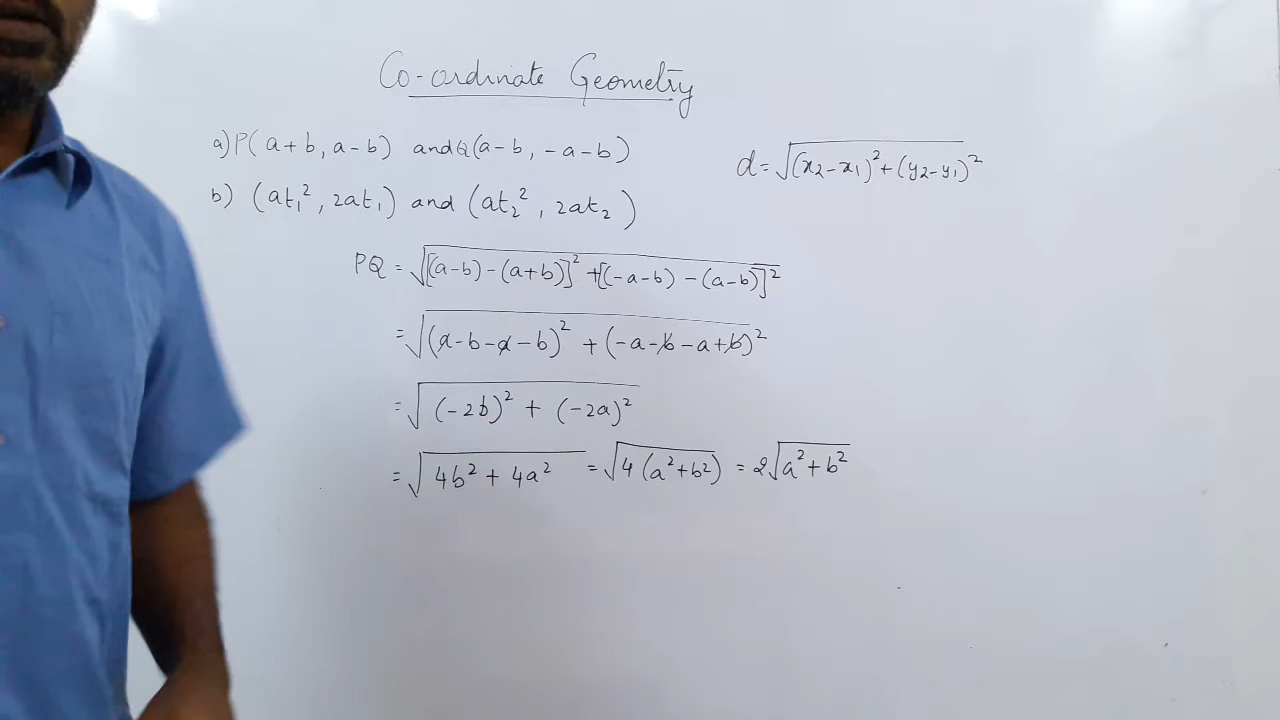 Co-ordinate Geometry
a) P(a+b, a-b) and Q(a-b, -a-b)
d = √(x₂-x₁)²+(y₂-y₁)²
b) (at₁², 2at₁) and (at₂², 2at₂)
PQ = √[(a-b)-(a+b)]² + [(-a-b)-(a-b)]²
= √(a-b-a-b)² + (-a-b-a+b)²
= √(-2b)² + (-2a)²
= √4b² + 4a² = √4(a²+b²) = 2√a²+b²